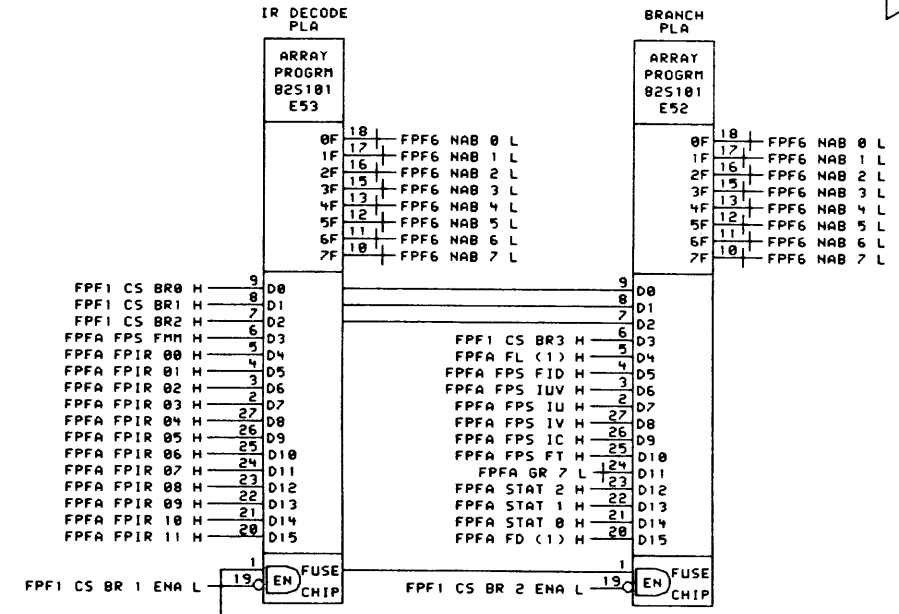 IR DECODE
PLA
ARRAY
PROGRM
82S101
E53
0F 18 FPF6 NAB 0 L
1F 17 FPF6 NAB 1 L
2F 16 FPF6 NAB 2 L
3F 15 FPF6 NAB 3 L
4F 13 FPF6 NAB 4 L
5F 12 FPF6 NAB 5 L
6F 11 FPF6 NAB 6 L
7F 10 FPF6 NAB 7 L
FPF1 CS BR0 H 9 D0
FPF1 CS BR1 H 8 D1
FPF1 CS BR2 H 7 D2
FPFA FPS FMM H 6 D3
FPFA FPIR 00 H 5 D4
FPFA FPIR 01 H 4 D5
FPFA FPIR 02 H 3 D6
FPFA FPIR 03 H 2 D7
FPFA FPIR 04 H 27 D8
FPFA FPIR 05 H 26 D9
FPFA FPIR 06 H 25 D10
FPFA FPIR 07 H 24 D11
FPFA FPIR 08 H 23 D12
FPFA FPIR 09 H 22 D13
FPFA FPIR 10 H 21 D14
FPFA FPIR 11 H 20 D15
1 FUSE
FPF1 CS BR 1 ENA L 19 EN CHIP
BRANCH
PLA
ARRAY
PROGRM
82S101
E52
0F 18 FPF6 NAB 0 L
1F 17 FPF6 NAB 1 L
2F 16 FPF6 NAB 2 L
3F 15 FPF6 NAB 3 L
4F 13 FPF6 NAB 4 L
5F 12 FPF6 NAB 5 L
6F 11 FPF6 NAB 6 L
7F 10 FPF6 NAB 7 L
9 D0
8 D1
7 D2
FPF1 CS BR3 H 6 D3
FPFA FL (1) H 5 D4
FPFA FPS FID H 4 D5
FPFA FPS IUV H 3 D6
FPFA FPS IU H 2 D7
FPFA FPS IV H 27 D8
FPFA FPS IC H 26 D9
FPFA FPS FT H 25 D10
FPFA GR 7 L 24 D11
FPFA STAT 2 H 23 D12
FPFA STAT 1 H 22 D13
FPFA STAT 0 H 21 D14
FPFA FD (1) H 20 D15
1 FUSE
FPF1 CS BR 2 ENA L 19 EN CHIP